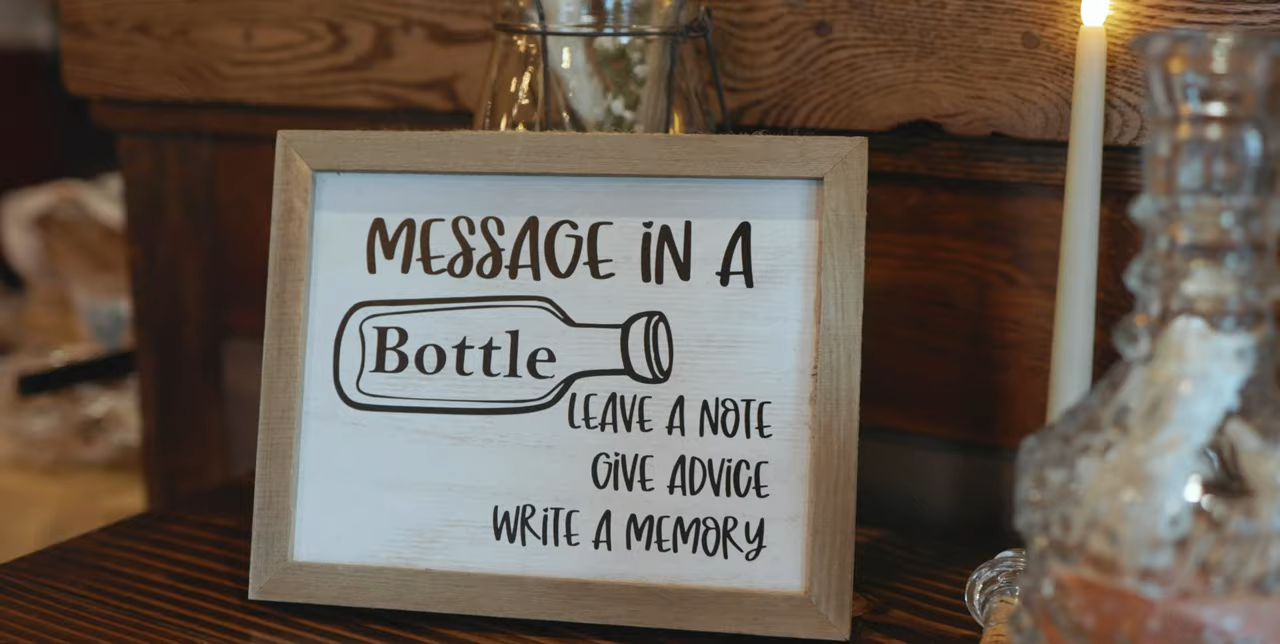 MESSAGE iN A
Bottle
LEAVE A NOTE
GiVE ADViCE
WRiTE A MEMORY